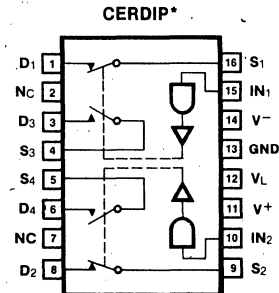 CERDIP*
D1 1 16 S1
NC 2 15 IN1
D3 3 14 V−
S3 4 13 GND
S4 5 12 VL
D4 6 11 V+
NC 7 10 IN2
D2 8 9 S2